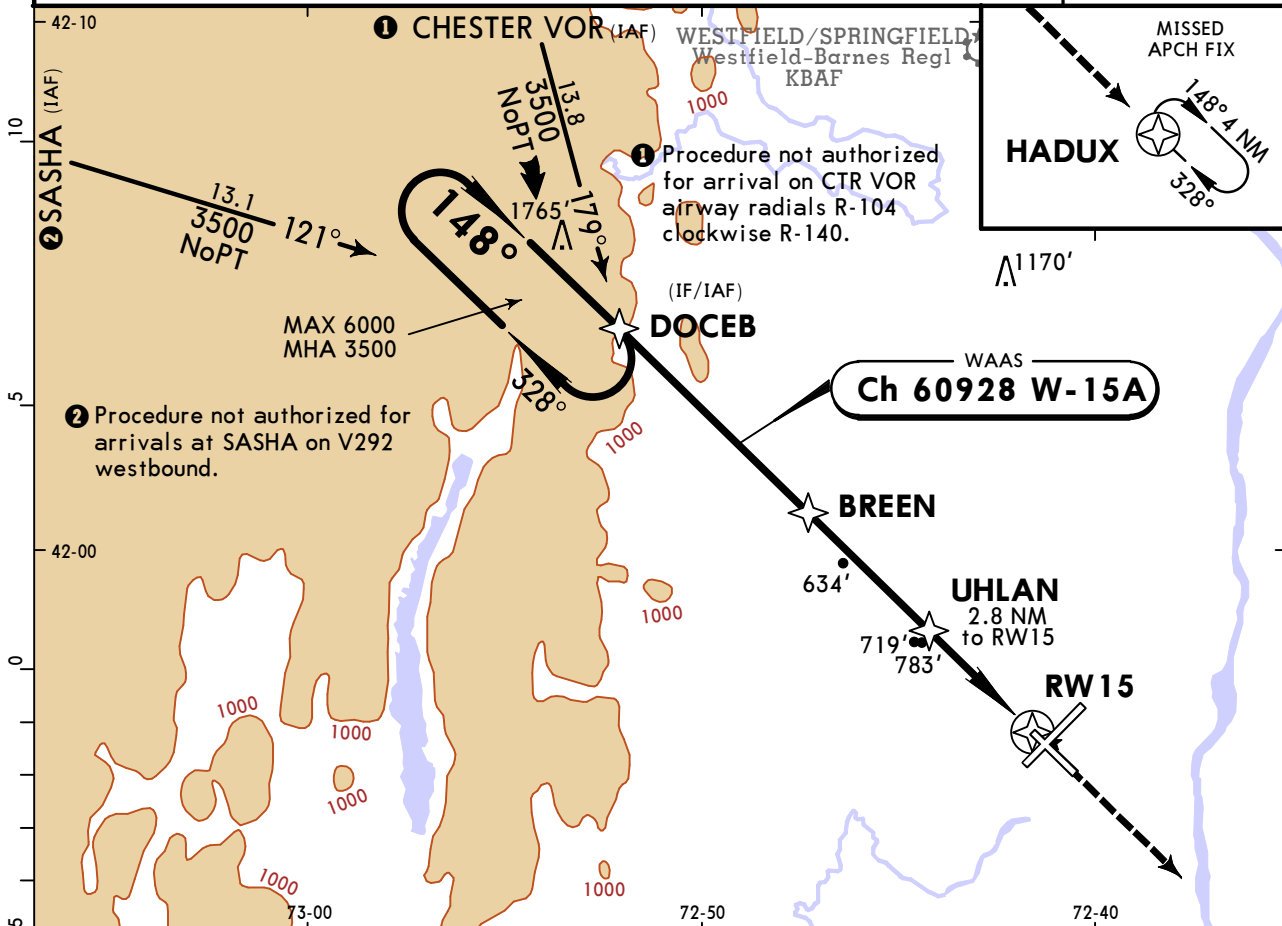 42-10
❶ CHESTER VOR (IAF)
WESTFIELD/SPRINGFIELD
Westfield-Barnes Regl
KBAF
MISSED
APCH FIX
148° 4 NM
HADUX
328°
❷ SASHA (IAF)
10
13.8
3500
NoPT
179°
1000
❶ Procedure not authorized
for arrival on CTR VOR
airway radials R-104
clockwise R-140.
13.1
3500
NoPT
121°
148°
1765'
1170'
(IF/IAF)
DOCEB
MAX 6000
MHA 3500
328°
WAAS
Ch 60928 W-15A
5
❷ Procedure not authorized for
arrivals at SASHA on V292
westbound.
1000
BREEN
42-00
634'
UHLAN
2.8 NM
to RW15
1000
719'
783'
0
RW15
1000
1000
1000
1000
1000
5
73-00
72-50
72-40